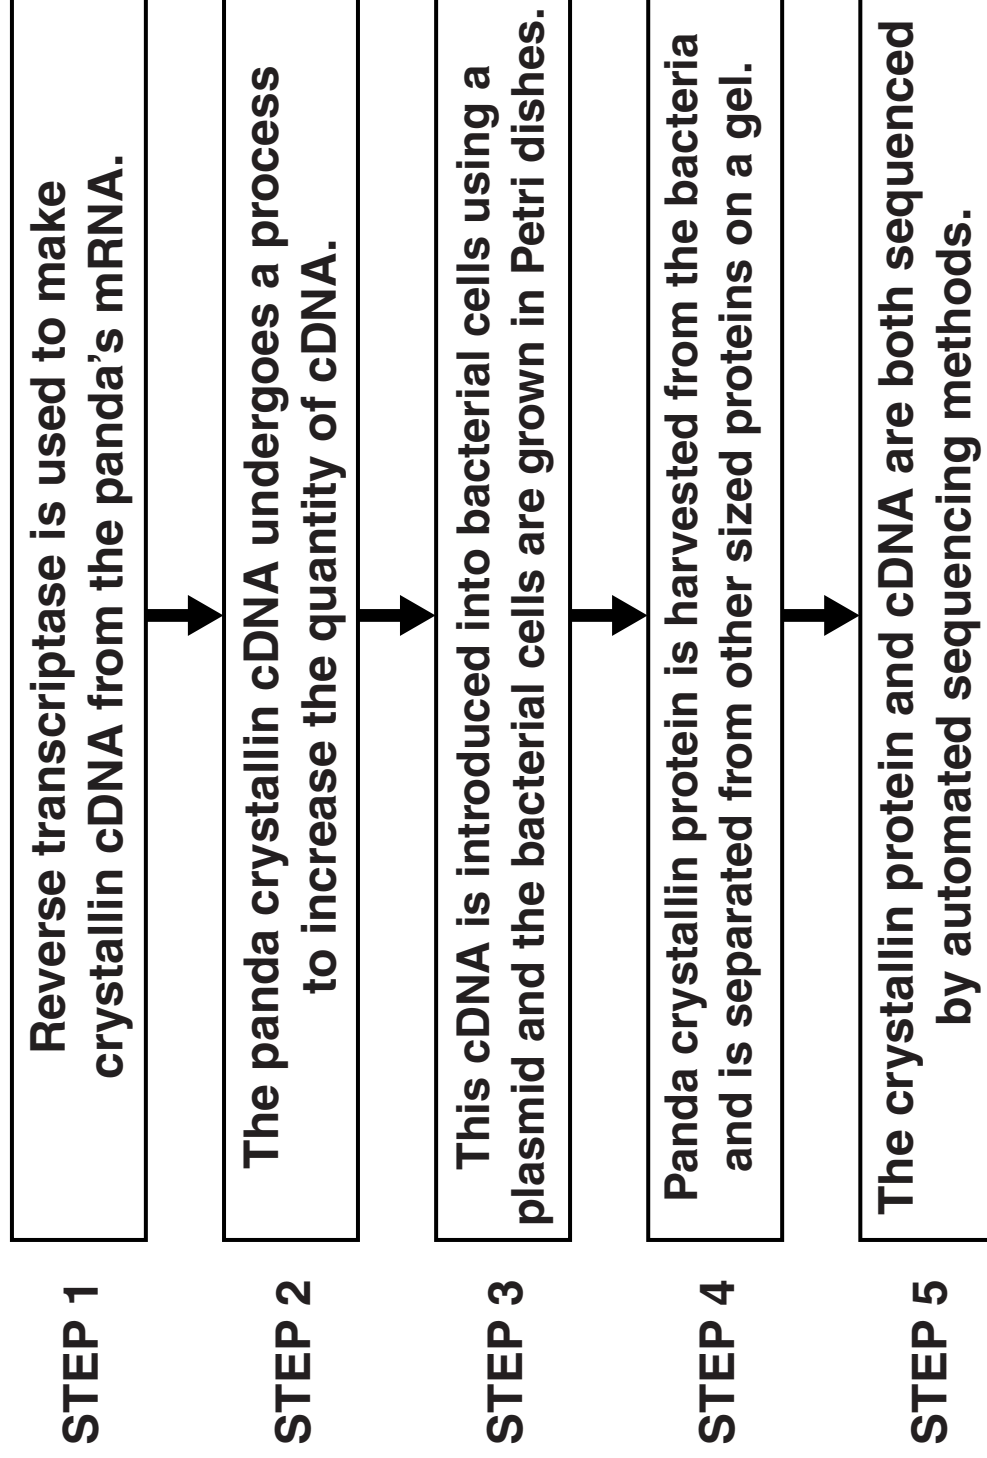 STEP 1
Reverse transcriptase is used to make
crystallin cDNA from the panda’s mRNA.
STEP 2
The panda crystallin cDNA undergoes a process
to increase the quantity of cDNA.
STEP 3
This cDNA is introduced into bacterial cells using a
plasmid and the bacterial cells are grown in Petri dishes.
STEP 4
Panda crystallin protein is harvested from the bacteria
and is separated from other sized proteins on a gel.
STEP 5
The crystallin protein and cDNA are both sequenced
by automated sequencing methods.